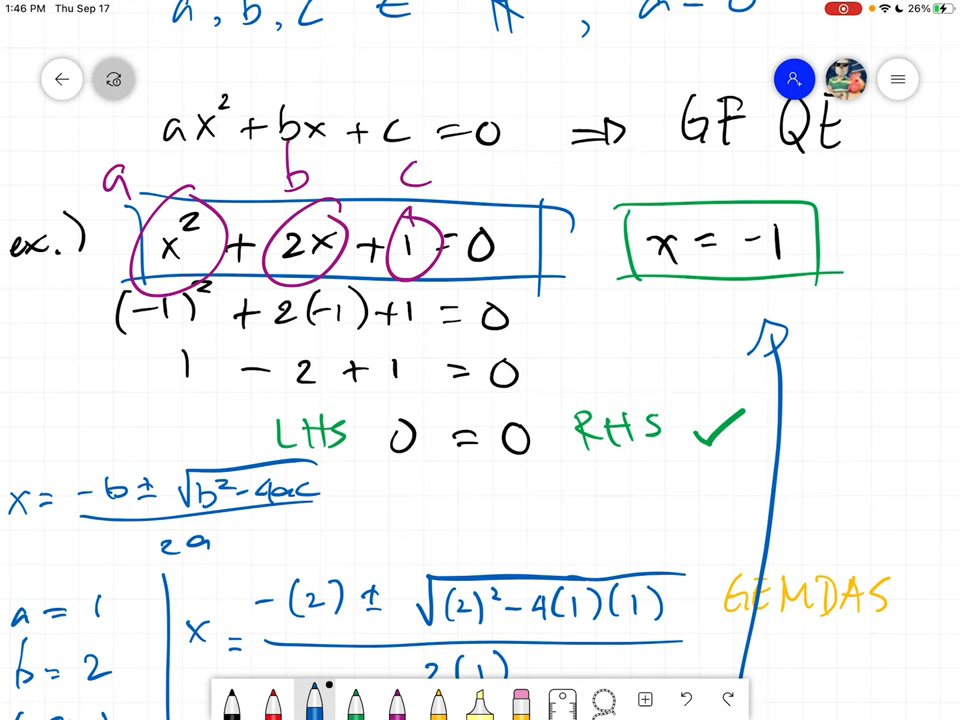 1:46 PM Thu Sep 17
26%
a, b, c ∈ ℝ,
ax² + bx + c = 0 ⇒ GF QE
a b c
ex.) x² + 2x + 1 = 0 x = -1
(-1)² + 2(-1) + 1 = 0
1 - 2 + 1 = 0
LHS 0 = 0 RHS ✓
x = (-b ± √(b² - 4ac)) / 2a
a = 1
b = 2
x = (-(2) ± √((2)² - 4(1)(1))) / 2(1)
GEMDAS